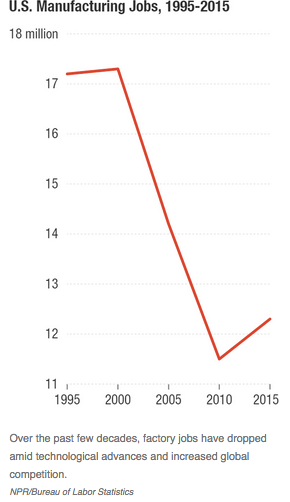 U.S. Manufacturing Jobs, 1995-2015
18 million
17
16
15
14
13
12
11
1995 2000 2005 2010 2015
Over the past few decades, factory jobs have dropped
amid technological advances and increased global
competition.
NPR/Bureau of Labor Statistics